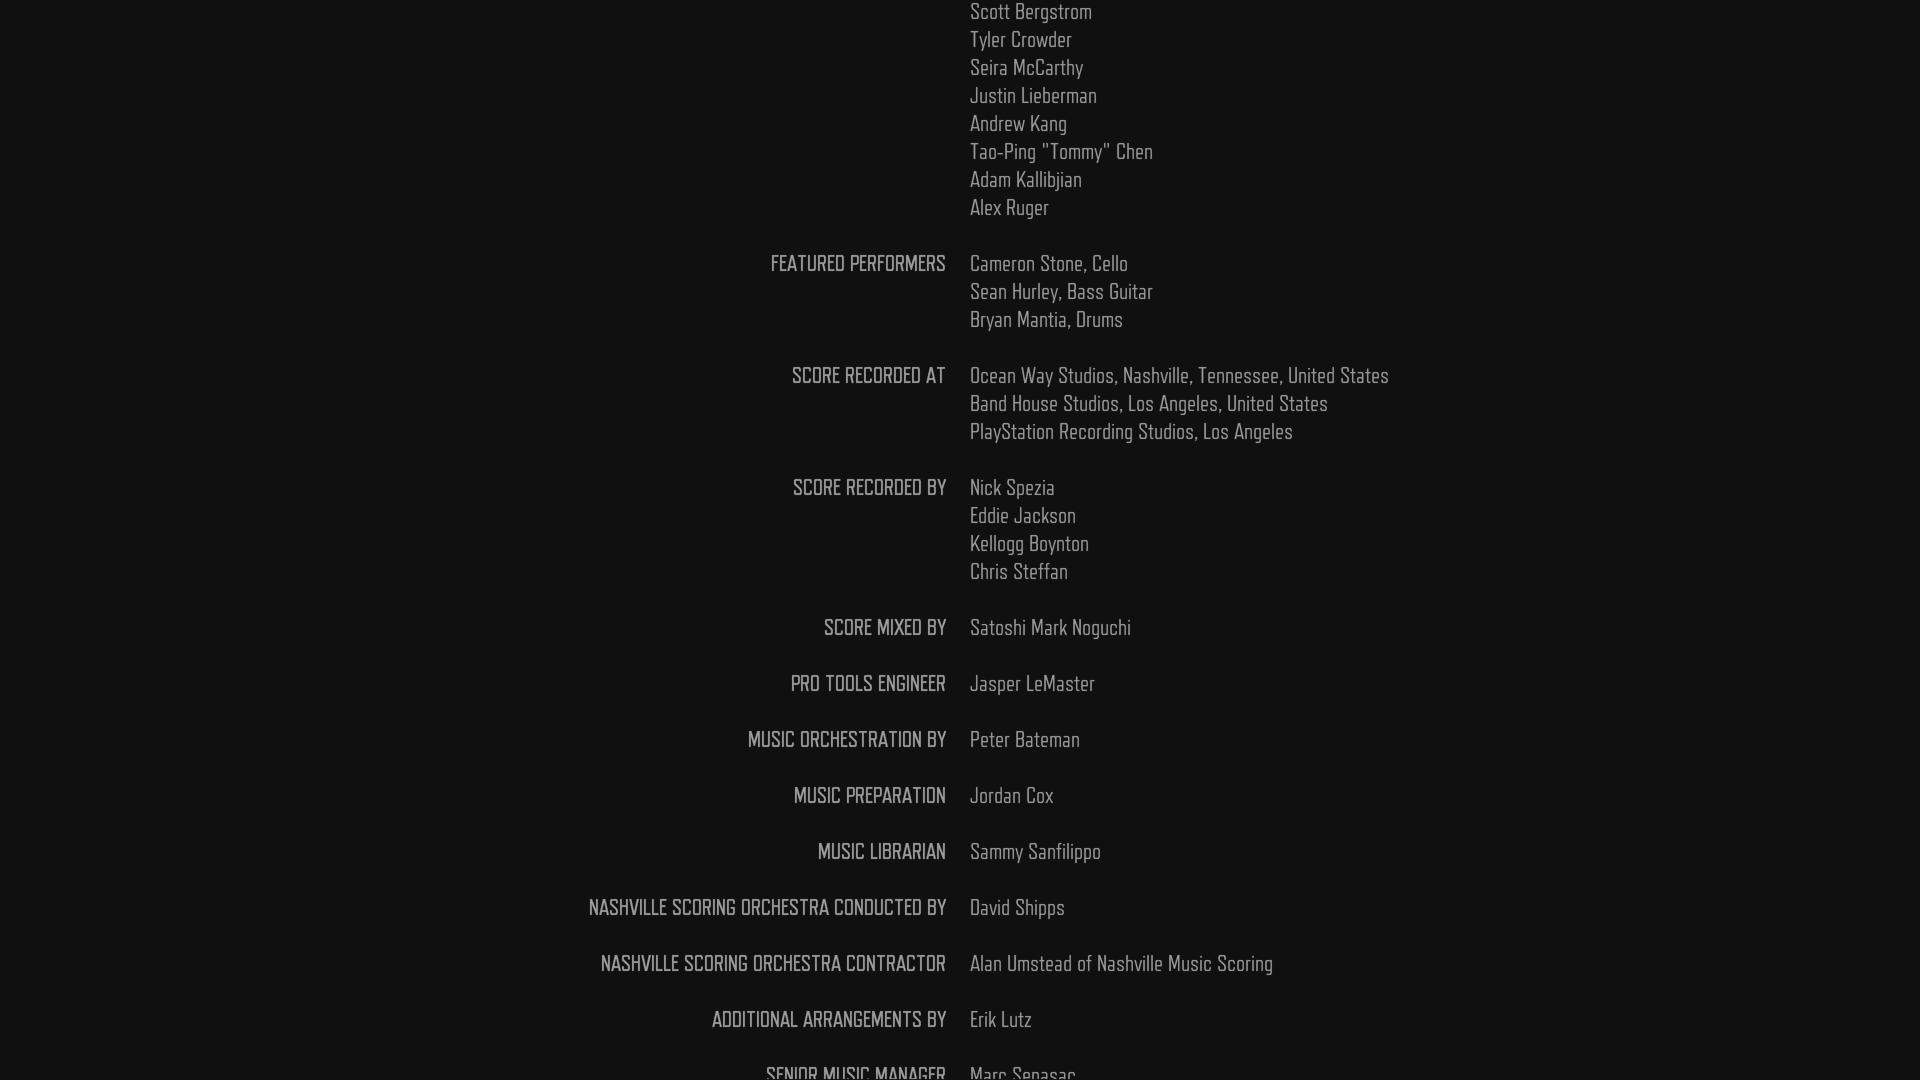 Scott Bergstrom
Tyler Crowder
Seira McCarthy
Justin Lieberman
Andrew Kang
Tao-Ping "Tommy" Chen
Adam Kallibjian
Alex Ruger
FEATURED PERFORMERS Cameron Stone, Cello
Sean Hurley, Bass Guitar
Bryan Mantia, Drums
SCORE RECORDED AT Ocean Way Studios, Nashville, Tennessee, United States
Band House Studios, Los Angeles, United States
PlayStation Recording Studios, Los Angeles
SCORE RECORDED BY Nick Spezia
Eddie Jackson
Kellogg Boynton
Chris Steffan
SCORE MIXED BY Satoshi Mark Noguchi
PRO TOOLS ENGINEER Jasper LeMaster
MUSIC ORCHESTRATION BY Peter Bateman
MUSIC PREPARATION Jordan Cox
MUSIC LIBRARIAN Sammy Sanfilippo
NASHVILLE SCORING ORCHESTRA CONDUCTED BY David Shipps
NASHVILLE SCORING ORCHESTRA CONTRACTOR Alan Umstead of Nashville Music Scoring
ADDITIONAL ARRANGEMENTS BY Erik Lutz
SENIOR MUSIC MANAGER Marc Senasac